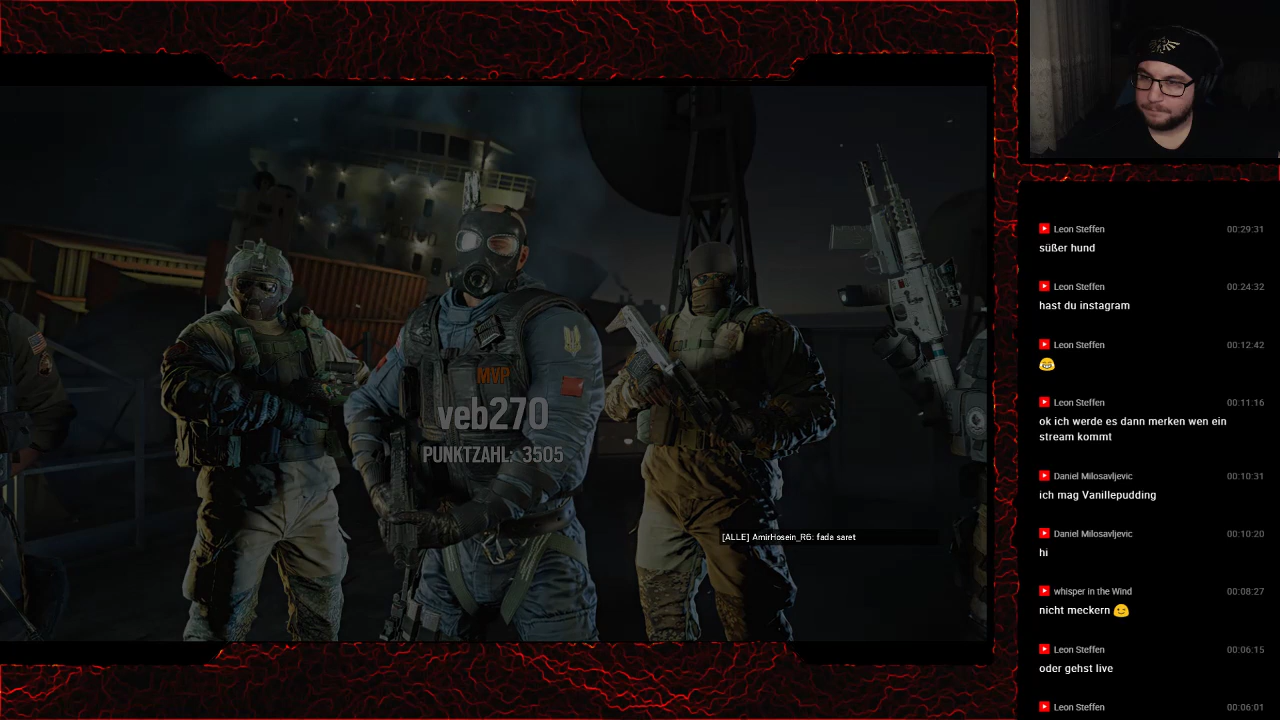 MVP
veb270
PUNKTZAHL: 3505
[ALLE] AmirHosein_R6: fada saret
Leon Steffen 00:29:31
süßer hund
Leon Steffen 00:24:32
hast du instagram
Leon Steffen 00:12:42
😂
Leon Steffen 00:11:16
ok ich werde es dann merken wen ein
stream kommt
Daniel Milosavljevic 00:10:31
ich mag Vanillepudding
Daniel Milosavljevic 00:10:20
hi
whisper in the Wind 00:08:27
nicht meckern 😉
Leon Steffen 00:06:15
oder gehst live
Leon Steffen 00:06:01